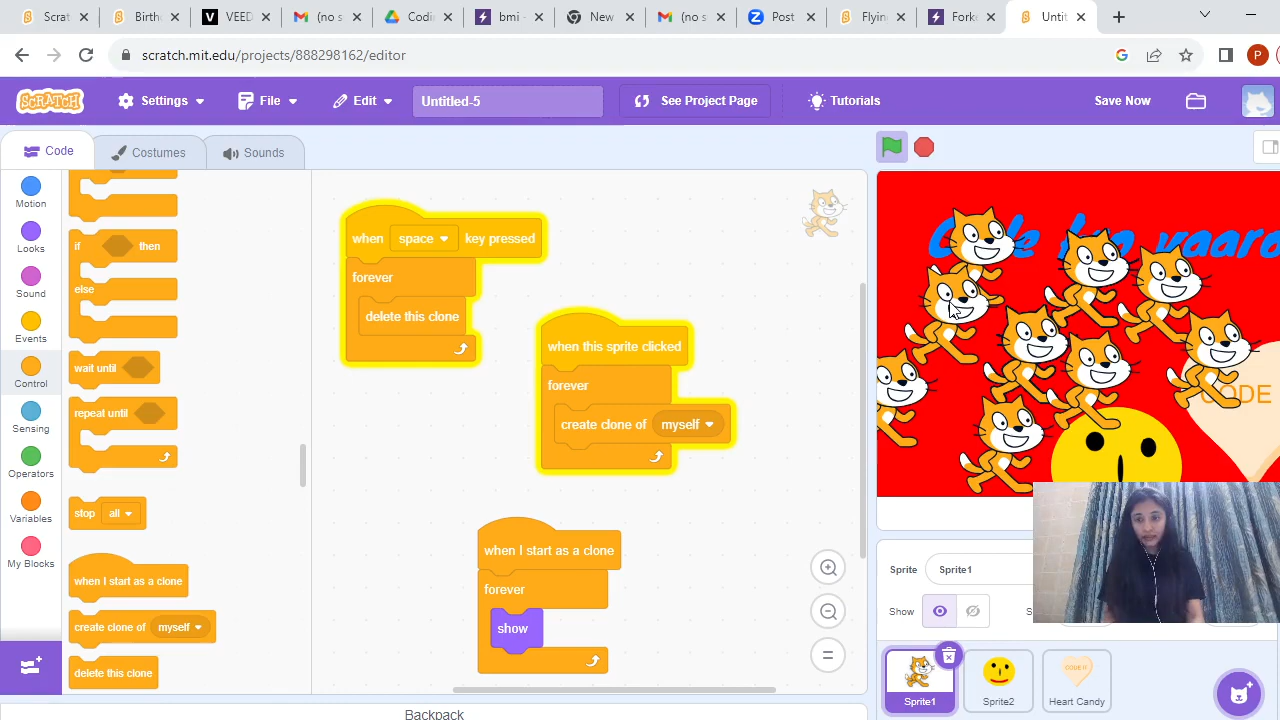 Scrat
Birth
VEED
(no s
Codi
bmi -
New
(no s
Post
Flyin
Fork
Untit
scratch.mit.edu/projects/888298162/editor
P
SCRATCH
Settings
File
Edit
Untitled-5
See Project Page
Tutorials
Save Now
Code
Costumes
Sounds
Motion
Looks
Sound
Events
Control
Sensing
Operators
Variables
My Blocks
if then
else
wait until
repeat until
stop all
when I start as a clone
create clone of myself
delete this clone
when space key pressed
forever
delete this clone
when this sprite clicked
forever
create clone of myself
when I start as a clone
forever
show
CODE
Sprite
Sprite1
Show
Sprite1
Sprite2
CODE IT
Heart Candy
Backpack